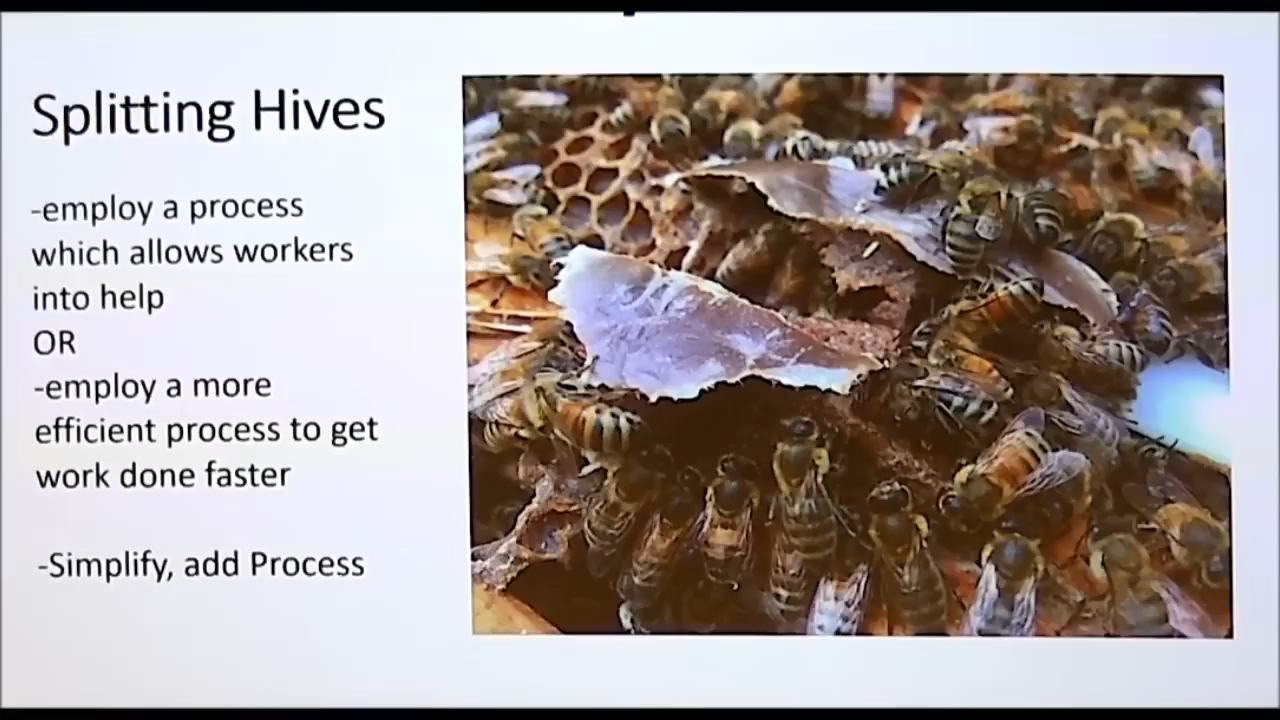 Splitting Hives
-employ a process
which allows workers
into help
OR
-employ a more
efficient process to get
work done faster
-Simplify, add Process